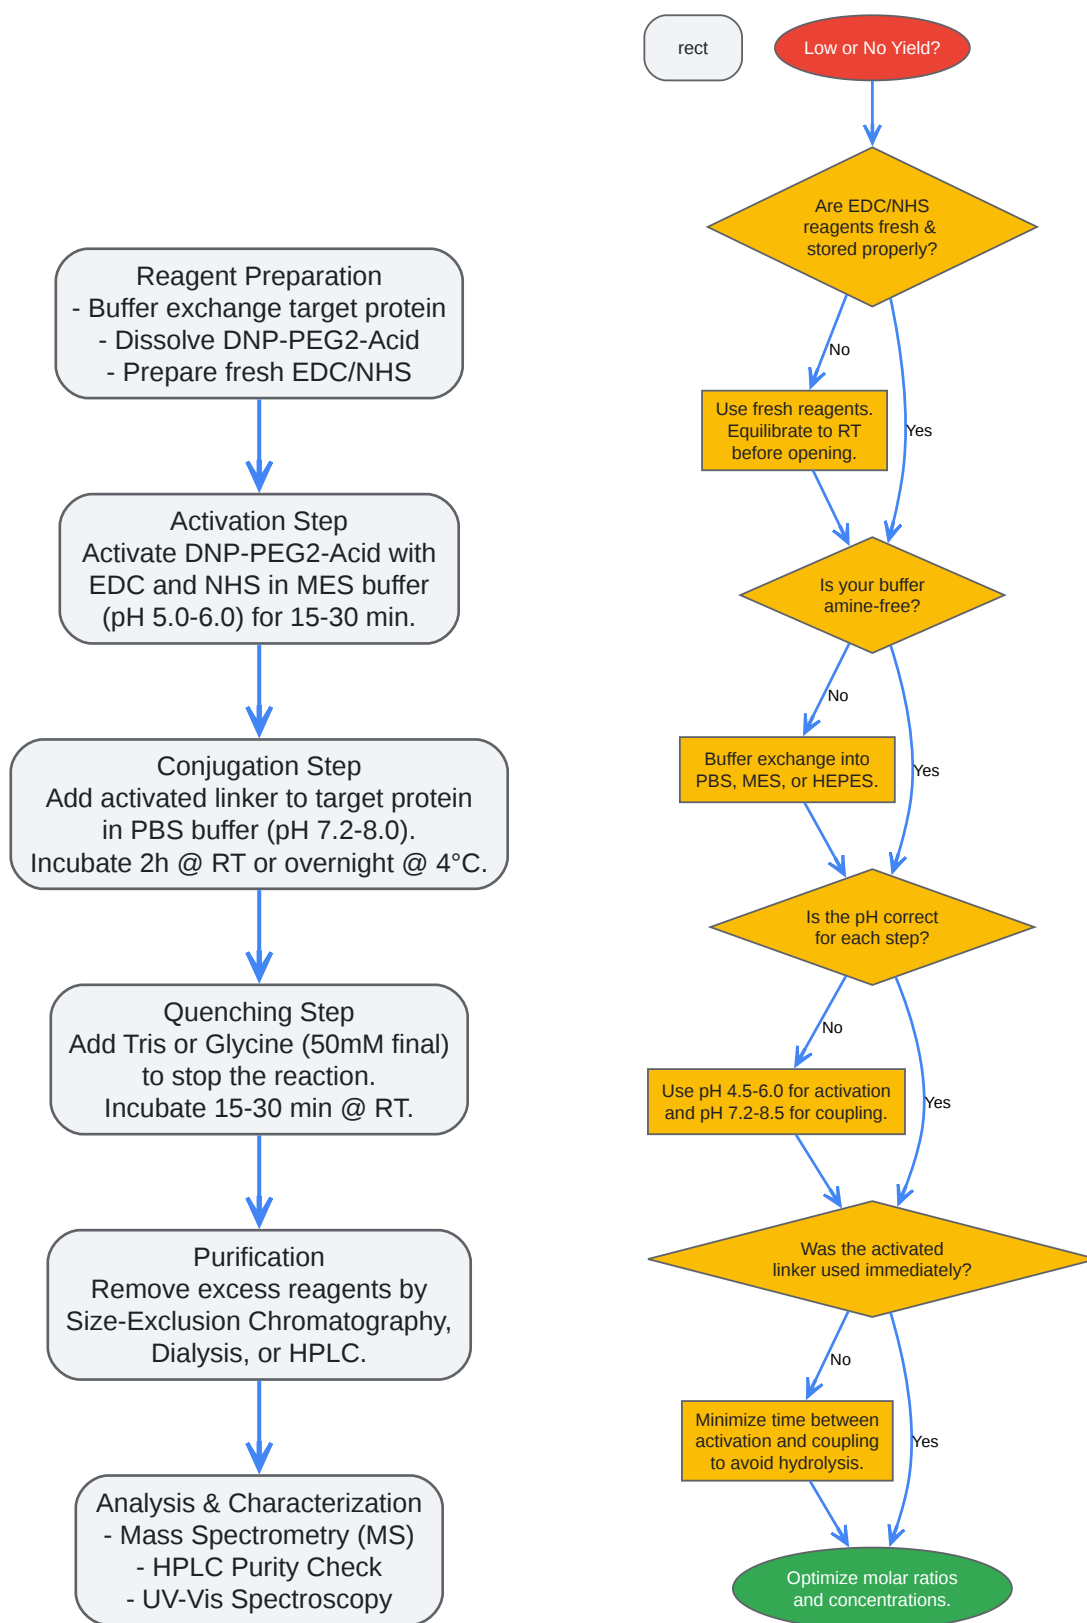 Reagent Preparation
- Buffer exchange target protein
- Dissolve DNP-PEG2-Acid
- Prepare fresh EDC/NHS
Activation Step
Activate DNP-PEG2-Acid with
EDC and NHS in MES buffer
(pH 5.0-6.0) for 15-30 min.
Conjugation Step
Add activated linker to target protein
in PBS buffer (pH 7.2-8.0).
Incubate 2h @ RT or overnight @ 4°C.
Quenching Step
Add Tris or Glycine (50mM final)
to stop the reaction.
Incubate 15-30 min @ RT.
Purification
Remove excess reagents by
Size-Exclusion Chromatography,
Dialysis, or HPLC.
Analysis & Characterization
- Mass Spectrometry (MS)
- HPLC Purity Check
- UV-Vis Spectroscopy
rect
Low or No Yield?
Are EDC/NHS
reagents fresh &
stored properly?
No
Yes
Use fresh reagents.
Equilibrate to RT
before opening.
Is your buffer
amine-free?
No
Yes
Buffer exchange into
PBS, MES, or HEPES.
Is the pH correct
for each step?
No
Yes
Use pH 4.5-6.0 for activation
and pH 7.2-8.5 for coupling.
Was the activated
linker used immediately?
No
Yes
Minimize time between
activation and coupling
to avoid hydrolysis.
Optimize molar ratios
and concentrations.